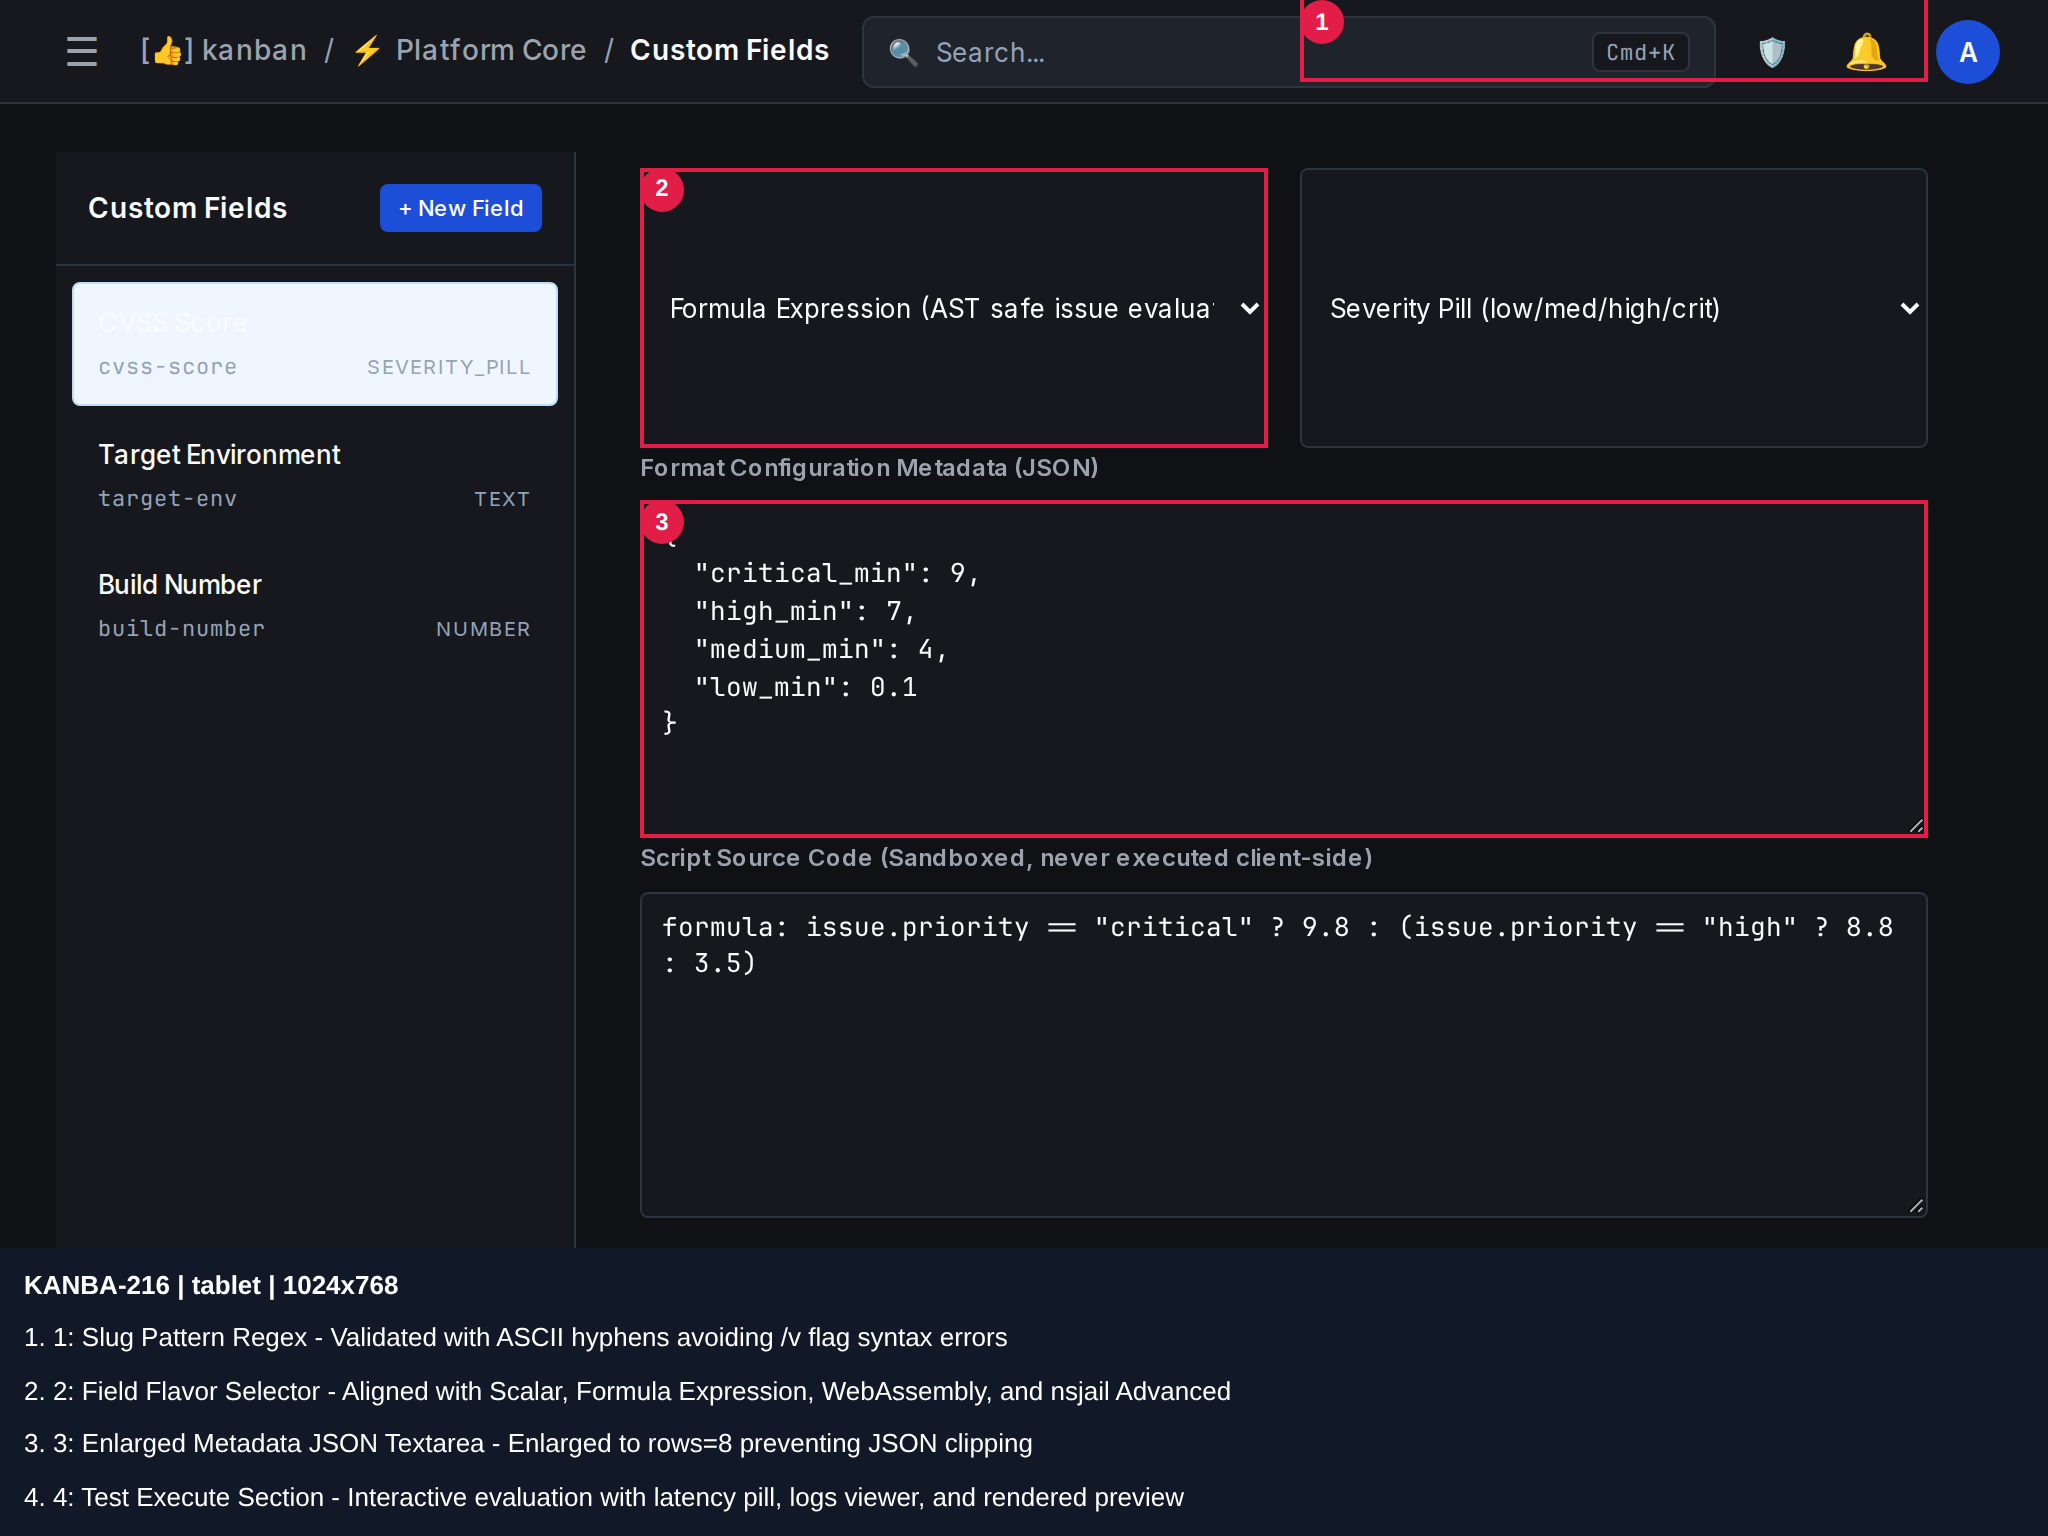 [👍] kanban / ⚡ Platform Core / Custom Fields
🔍 Search... Cmd+K
1
🛡️ 🔔 A
Custom Fields
+ New Field
CVSS Score
cvss-score SEVERITY_PILL
Target Environment
target-env TEXT
Build Number
build-number NUMBER
2
Formula Expression (AST safe issue evalua
Severity Pill (low/med/high/crit)
Format Configuration Metadata (JSON)
3
{
"critical_min": 9,
"high_min": 7,
"medium_min": 4,
"low_min": 0.1
}
Script Source Code (Sandboxed, never executed client-side)
formula: issue.priority == "critical" ? 9.8 : (issue.priority == "high" ? 8.8
: 3.5)
KANBA-216 | tablet | 1024x768
1. 1: Slug Pattern Regex - Validated with ASCII hyphens avoiding /v flag syntax errors
2. 2: Field Flavor Selector - Aligned with Scalar, Formula Expression, WebAssembly, and nsjail Advanced
3. 3: Enlarged Metadata JSON Textarea - Enlarged to rows=8 preventing JSON clipping
4. 4: Test Execute Section - Interactive evaluation with latency pill, logs viewer, and rendered preview